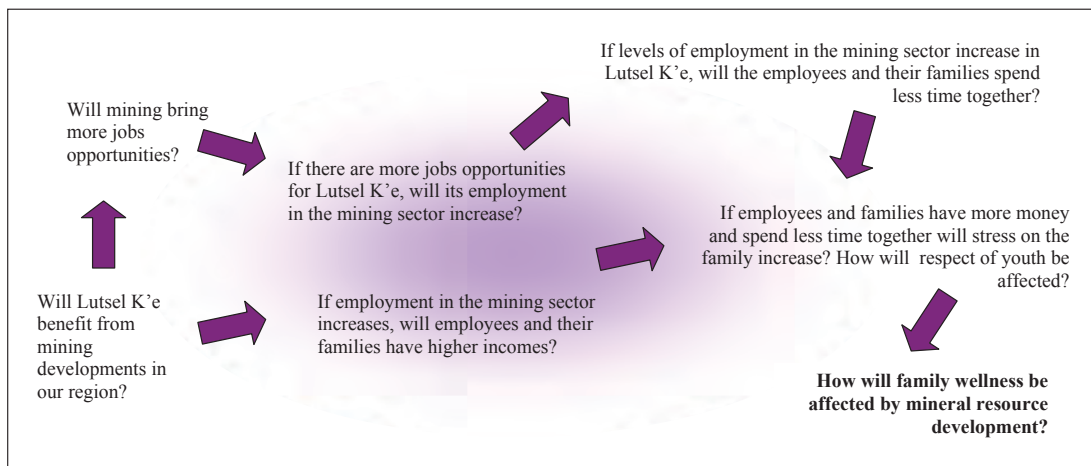 If levels of employment in the mining sector increase in
Lutsel K’e, will the employees and their families spend
less time together?
Will mining bring
more jobs
opportunities?
If there are more jobs opportunities
for Lutsel K’e, will its employment
in the mining sector increase?
If employees and families have more money
and spend less time together will stress on the
family increase? How will respect of youth be
affected?
Will Lutsel K’e
benefit from
mining
developments in
our region?
If employment in the mining sector
increases, will employees and their
families have higher incomes?
How will family wellness be
affected by mineral resource
development?